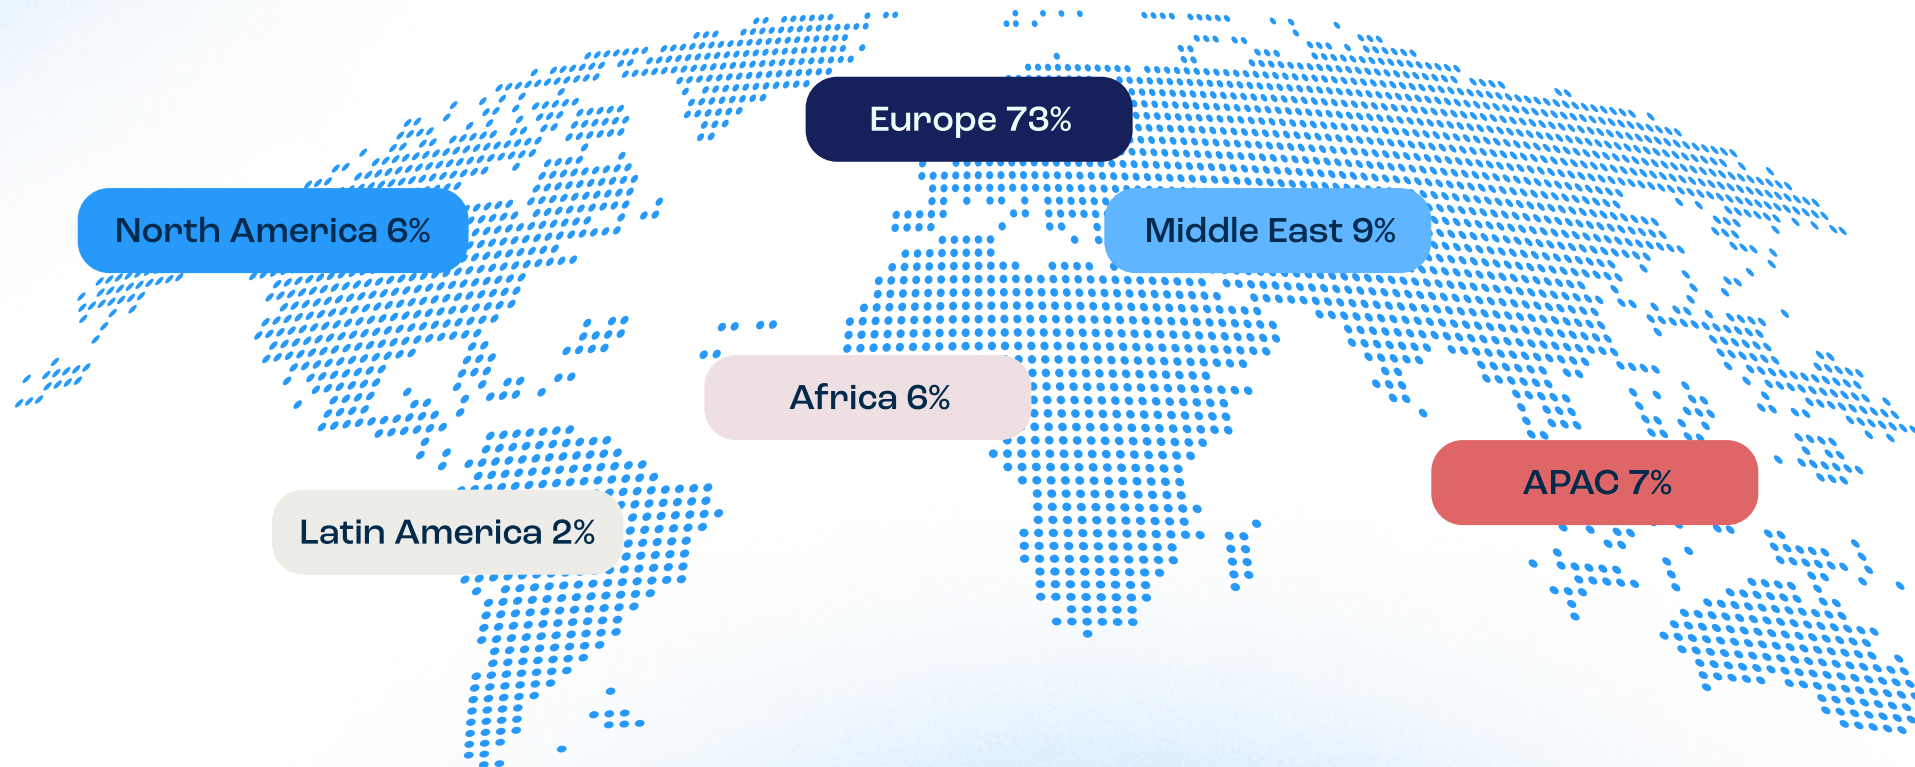 Europe 73%
North America 6%
Middle East 9%
Africa 6%
APAC 7%
Latin America 2%